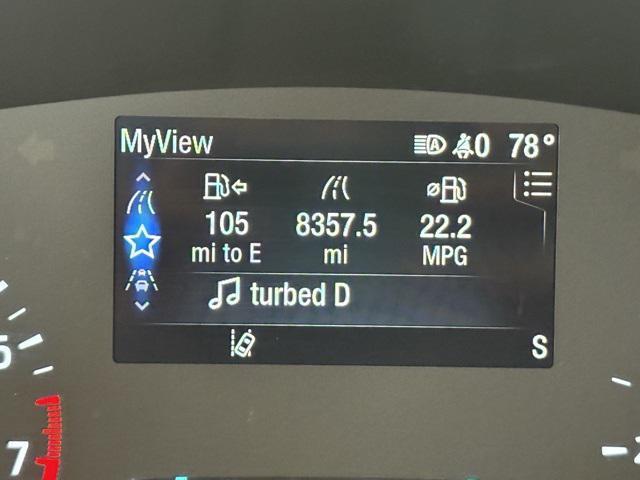 MyView 0 78°
105 8357.5 22.2
mi to E mi MPG
turbed D
S
5
7